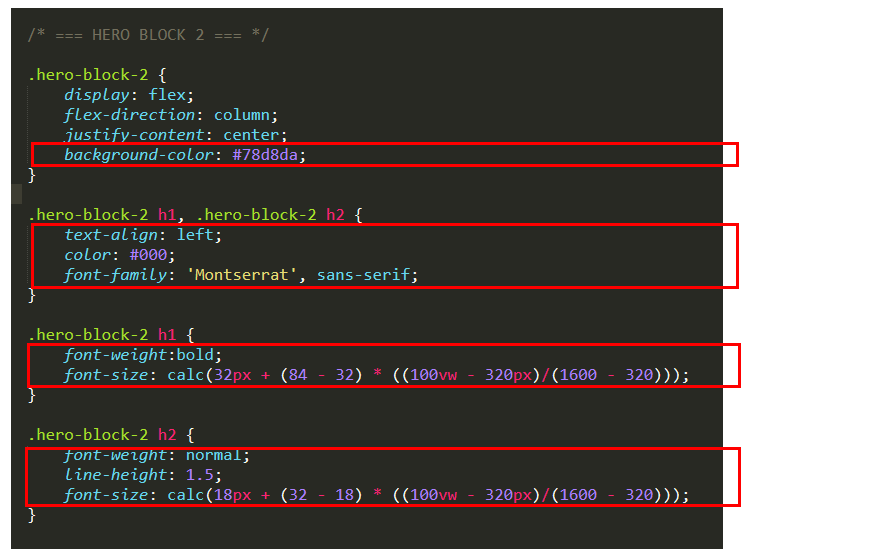 /* === HERO BLOCK 2 === */
.hero-block-2 {
display: flex;
flex-direction: column;
justify-content: center;
background-color: #78d8da;
}
.hero-block-2 h1, .hero-block-2 h2 {
text-align: left;
color: #000;
font-family: 'Montserrat', sans-serif;
}
.hero-block-2 h1 {
font-weight:bold;
font-size: calc(32px + (84 - 32) * ((100vw - 320px)/(1600 - 320)));
}
.hero-block-2 h2 {
font-weight: normal;
line-height: 1.5;
font-size: calc(18px + (32 - 18) * ((100vw - 320px)/(1600 - 320)));
}